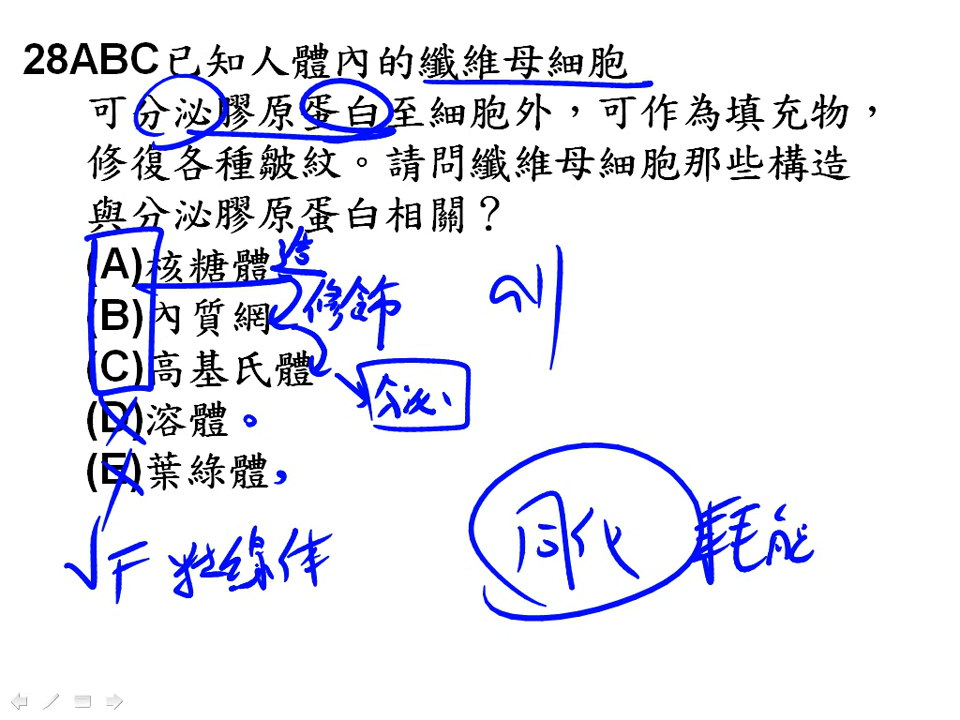 28ABC已知人體內的纖維母細胞
可分泌膠原蛋白至細胞外，可作為填充物，
修復各種皺紋。請問纖維母細胞那些構造
與分泌膠原蛋白相關？
(A)核糖體 造
修飾
(B)內質網
(C)高基氏體
分泌
(D)溶體。
(E)葉綠體，
√F 粒線体
同化 耗能